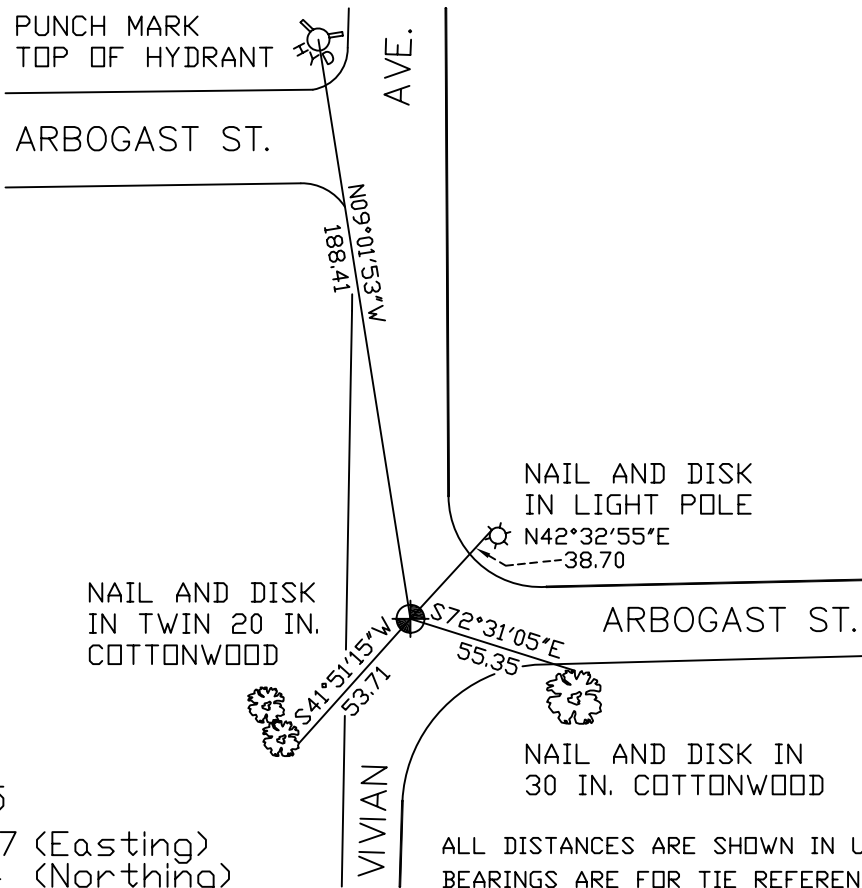 PUNCH MARK
TOP OF HYDRANT
HYD
AVE.
ARBOGAST ST.
N09°01'53"W
188.41
NAIL AND DISK
IN LIGHT POLE
N42°32'55"E
38.70
NAIL AND DISK
IN TWIN 20 IN.
COTTONWOOD
S72°31'05"E
55.35
ARBOGAST ST.
S41°51'15"W
53.71
NAIL AND DISK IN
30 IN. COTTONWOOD
VIVIAN
7 (Easting)
(Northing)
ALL DISTANCES ARE SHOWN IN U
BEARINGS ARE FOR TIE REFEREN